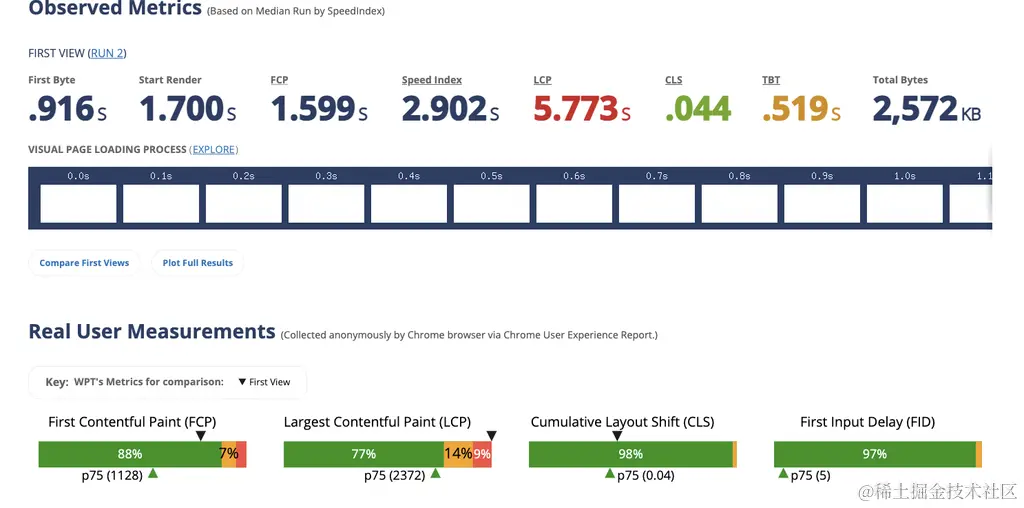 Observed Metrics (Based on Median Run by SpeedIndex)
FIRST VIEW (RUN 2)
First Byte Start Render FCP Speed Index LCP CLS TBT Total Bytes
.916 S 1.700 S 1.599 S 2.902 S 5.773 S .044 .519 S 2,572 KB
VISUAL PAGE LOADING PROCESS (EXPLORE)
0.0s 0.1s 0.2s 0.3s 0.4s 0.5s 0.6s 0.7s 0.8s 0.9s 1.0s 1.1
Compare First Views Plot Full Results
Real User Measurements (Collected anonymously by Chrome browser via Chrome User Experience Report.)
Key: WPT's Metrics for comparison: ▼ First View
First Contentful Paint (FCP) Largest Contentful Paint (LCP) Cumulative Layout Shift (CLS) First Input Delay (FID)
88% 7% 77% 14% 9% 98% 97%
p75 (1128) p75 (2372) p75 (0.04) p75 (5)
@稀土掘金技术社区